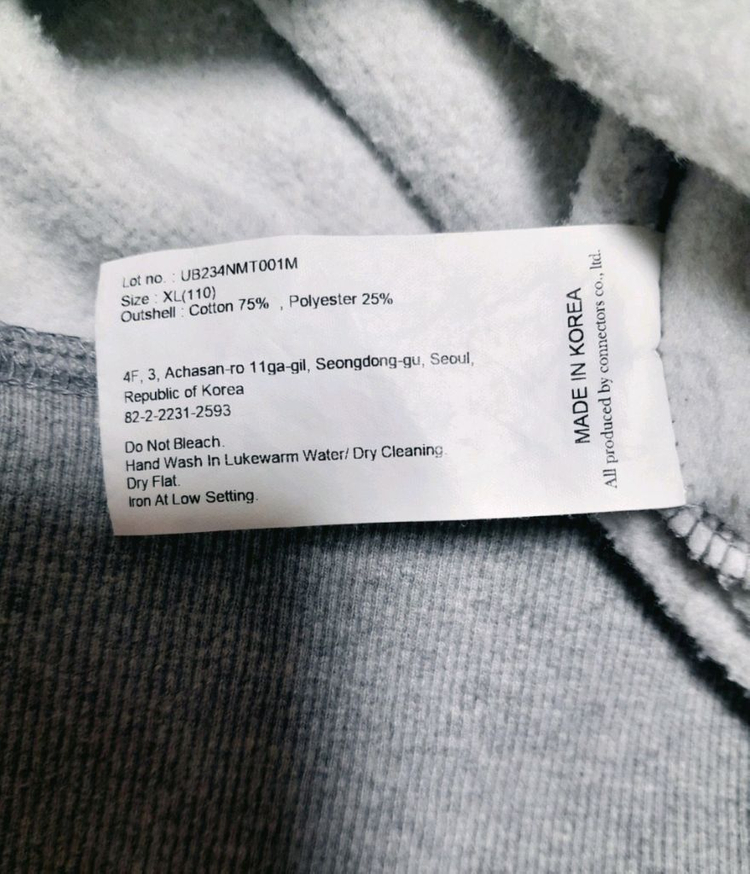 Lot no. : UB234NMT001M
Size : XL(110)
Outshell : Cotton 75% , Polyester 25%
4F, 3, Achasan-ro 11ga-gil, Seongdong-gu, Seoul,
Republic of Korea
82-2-2231-2593
Do Not Bleach.
Hand Wash In Lukewarm Water/ Dry Cleaning.
Dry Flat.
Iron At Low Setting.
MADE IN KOREA
All produced by connectors co., ltd.